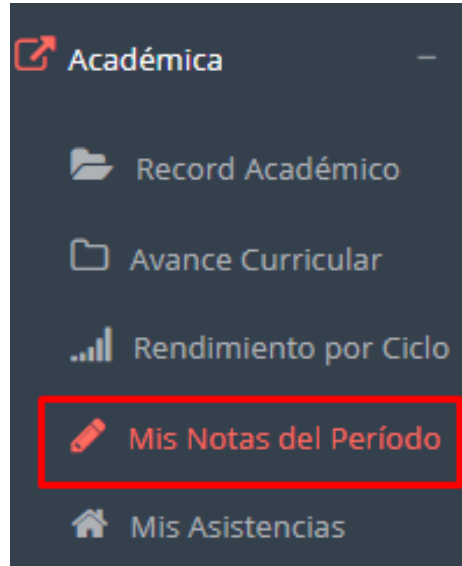 Académica
Record Académico
Avance Curricular
Rendimiento por Ciclo
Mis Notas del Período
Mis Asistencias